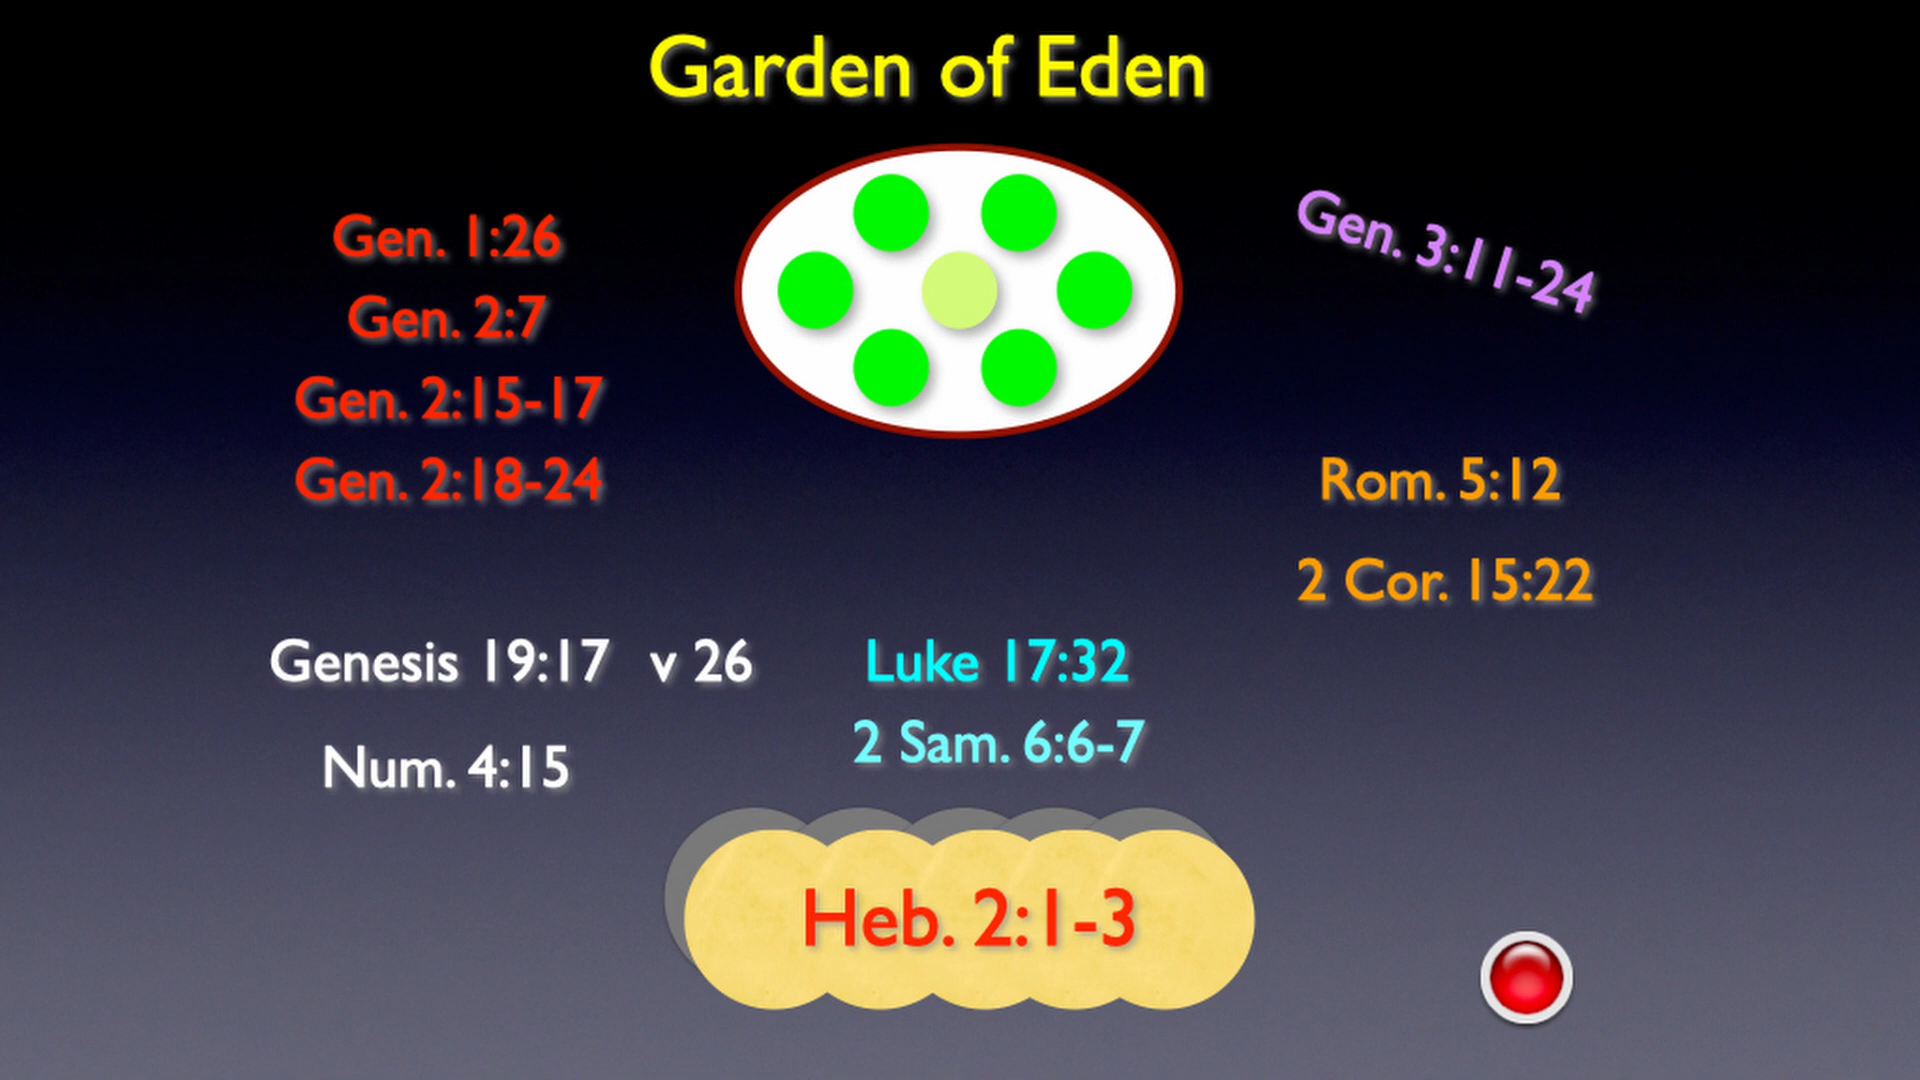 Garden of Eden
Gen. 1:26
Gen. 2:7
Gen. 2:15-17
Gen. 2:18-24
Gen. 3:11-24
Rom. 5:12
2 Cor. 15:22
Genesis 19:17 v 26
Num. 4:15
Luke 17:32
2 Sam. 6:6-7
Heb. 2:1-3